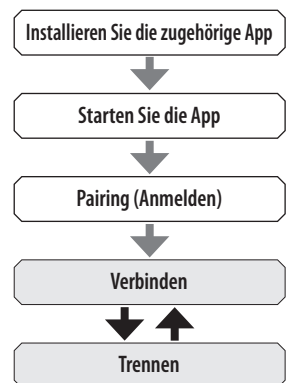 Installieren Sie die zugehörige App
Starten Sie die App
Pairing (Anmelden)
Verbinden
Trennen